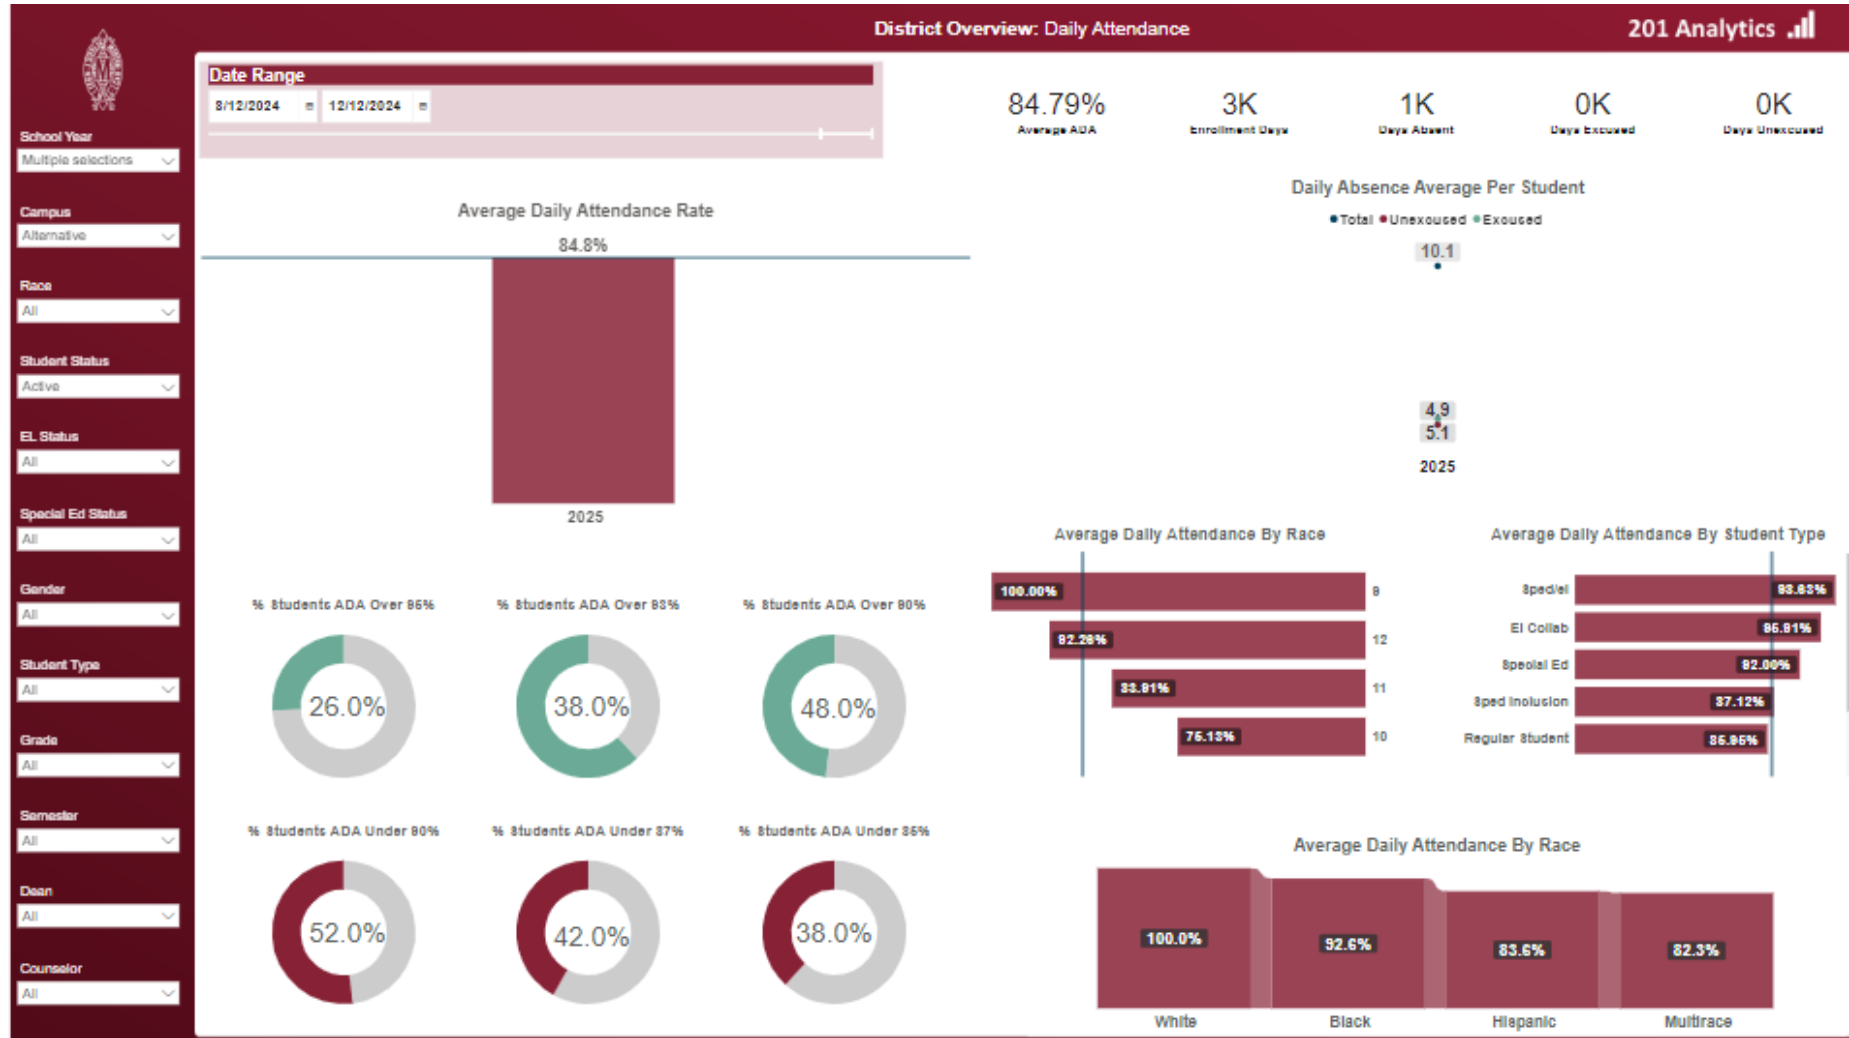 District Overview: Daily Attendance
201 Analytics
Date Range
8/12/2024
12/12/2024
84.79%
Average ADA
3K
Enrollment Days
1K
Days Absent
0K
Days Excused
0K
Days Unexcused
School Year
Multiple selections
Campus
Alternative
Race
All
Student Status
Active
EL Status
All
Special Ed Status
All
Gender
All
Student Type
All
Grade
All
Semester
All
Dean
All
Counselor
All
Average Daily Attendance Rate
84.8%
2025
Daily Absence Average Per Student
Total Unexcused Excused
10.1
4.9
5.1
2025
% Students ADA Over 95%
26.0%
% Students ADA Over 93%
38.0%
% Students ADA Over 90%
48.0%
% Students ADA Under 90%
52.0%
% Students ADA Under 87%
42.0%
% Students ADA Under 85%
38.0%
Average Daily Attendance By Race
100.00%
9
92.26%
12
83.81%
11
75.13%
10
Average Daily Attendance By Student Type
Sped/el
El Collab
Special Ed
92.00%
Sped Inclusion
87.12%
Regular Student
Average Daily Attendance By Race
100.0%
92.6%
83.6%
82.3%
White
Black
Hispanic
Multirace